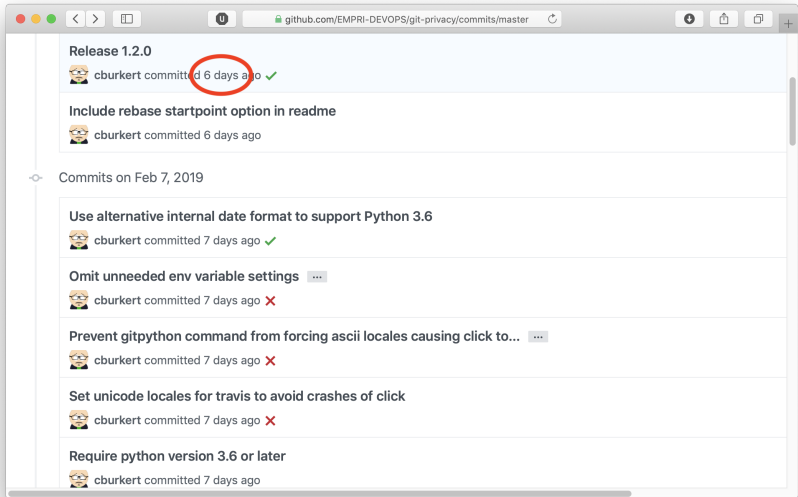 github.com/EMPRI-DEVOPS/git-privacy/commits/master
Release 1.2.0
cburkert committed 6 days ago
Include rebase startpoint option in readme
cburkert committed 6 days ago
Commits on Feb 7, 2019
Use alternative internal date format to support Python 3.6
cburkert committed 7 days ago
Omit unneeded env variable settings ...
cburkert committed 7 days ago
Prevent gitpython command from forcing ascii locales causing click to... ...
cburkert committed 7 days ago
Set unicode locales for travis to avoid crashes of click
cburkert committed 7 days ago
Require python version 3.6 or later
cburkert committed 7 days ago